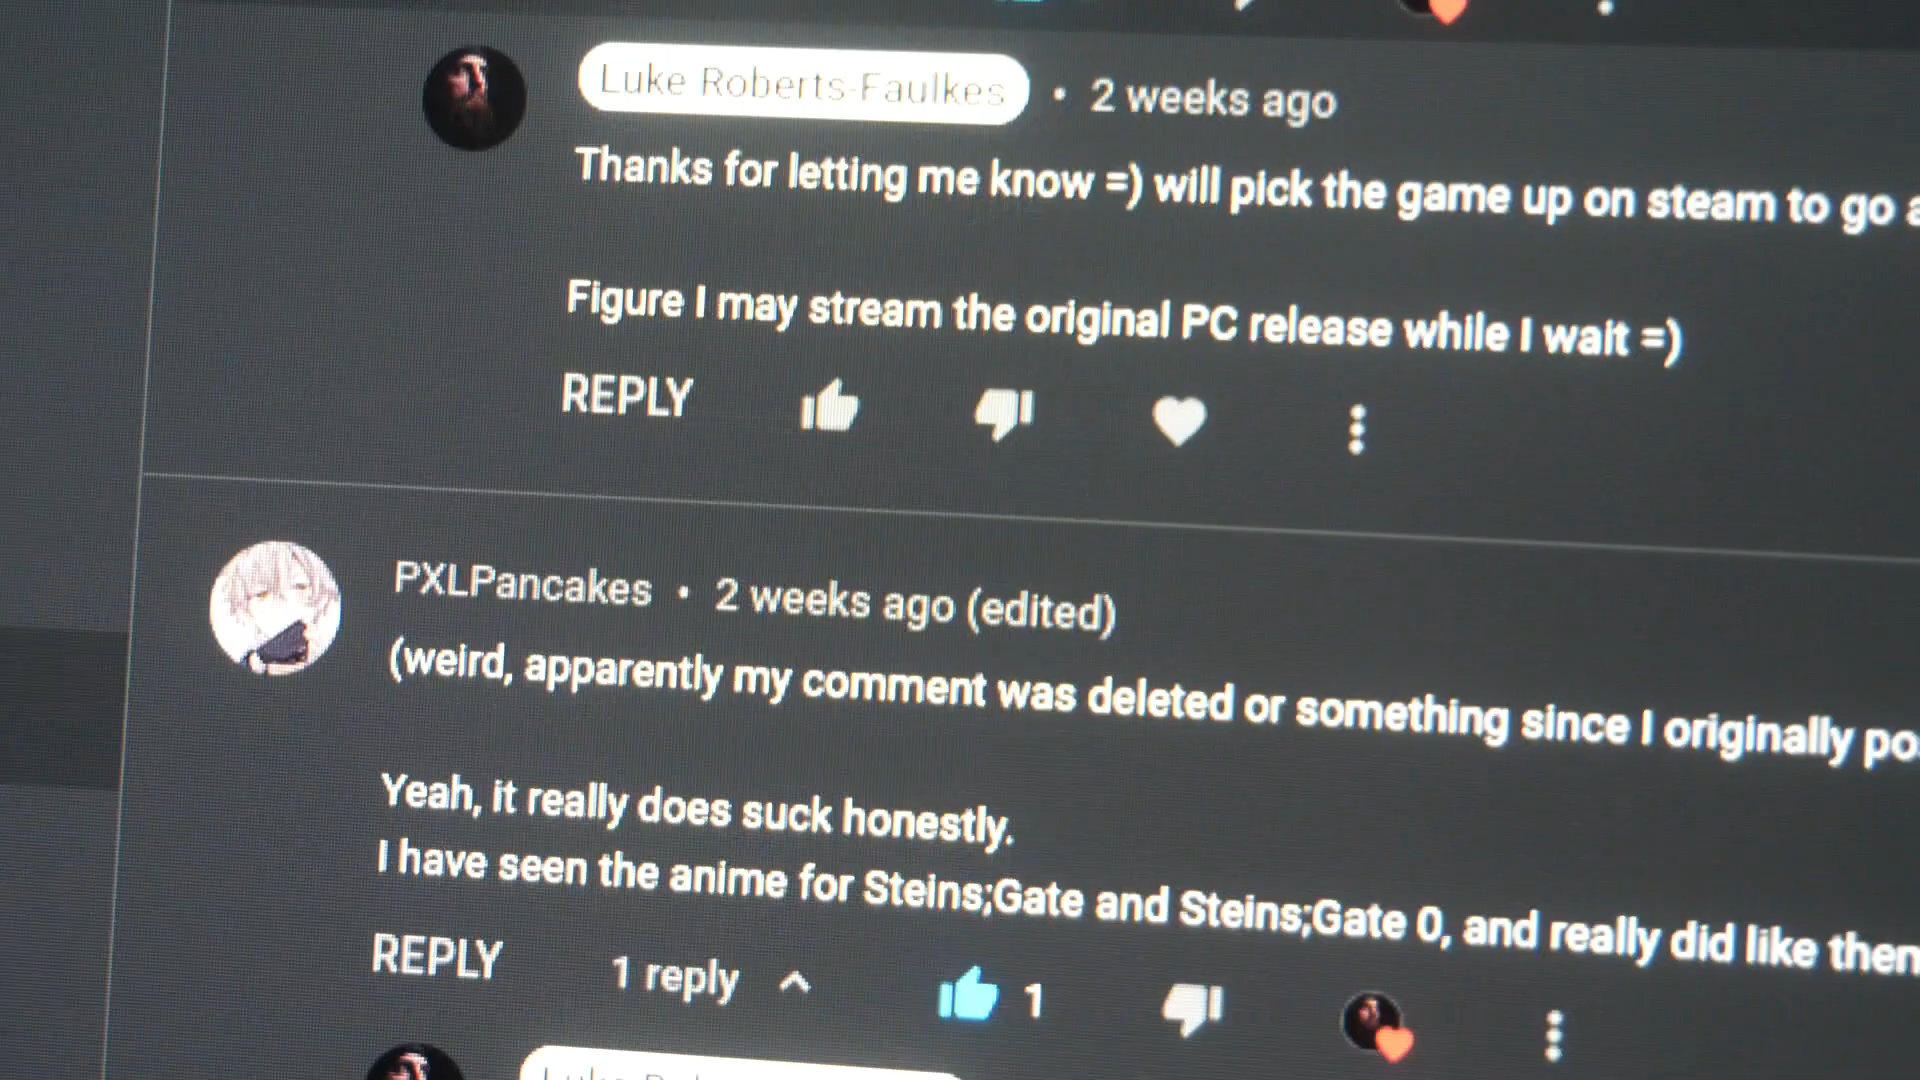 Luke Roberts-Faulkes • 2 weeks ago
Thanks for letting me know =) will pick the game up on steam to go
Figure I may stream the original PC release while I wait =)
REPLY
PXLPancakes • 2 weeks ago (edited)
(weird, apparently my comment was deleted or something since I originally
Yeah, it really does suck honestly.
I have seen the anime for Steins;Gate and Steins;Gate 0, and really did like
REPLY 1 reply 1
Luke